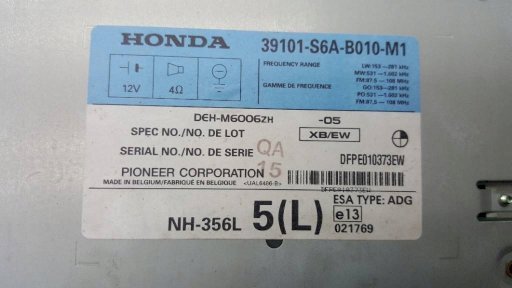 HONDA 39101-S6A-B010-M1
FREQUENCY RANGE LW:153-281 kHz
MW:531-1.602 kHz
FM:87,5-108 MHz
GAMME DE FREQUENCE GO:153-281 kHz
PO:531-1.602 kHz
FM:87,5-108 MHz
12V 4Ω
DEH-M6006ZH -05
SPEC NO./NO. DE LOT XB/EW
SERIAL NO./NO. DE SERIE QA DFPE010373EW
PIONEER CORPORATION 15
MADE IN BELGIUM/FABRIQUÉ EN BELGIQUE <UAL6406-B>
DFPE010373EW
NH-356L 5(L) ESA TYPE: ADG
e13
021769